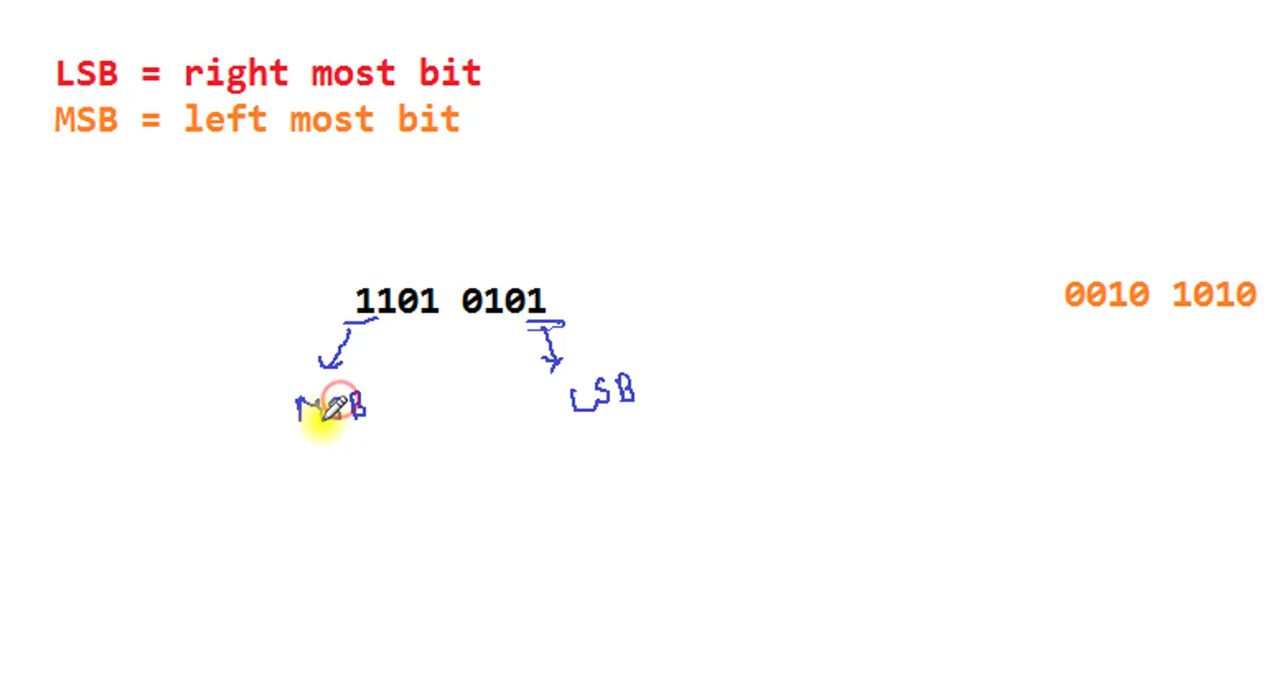 LSB = right most bit
MSB = left most bit
1101 0101
0010 1010
MSB
LSB